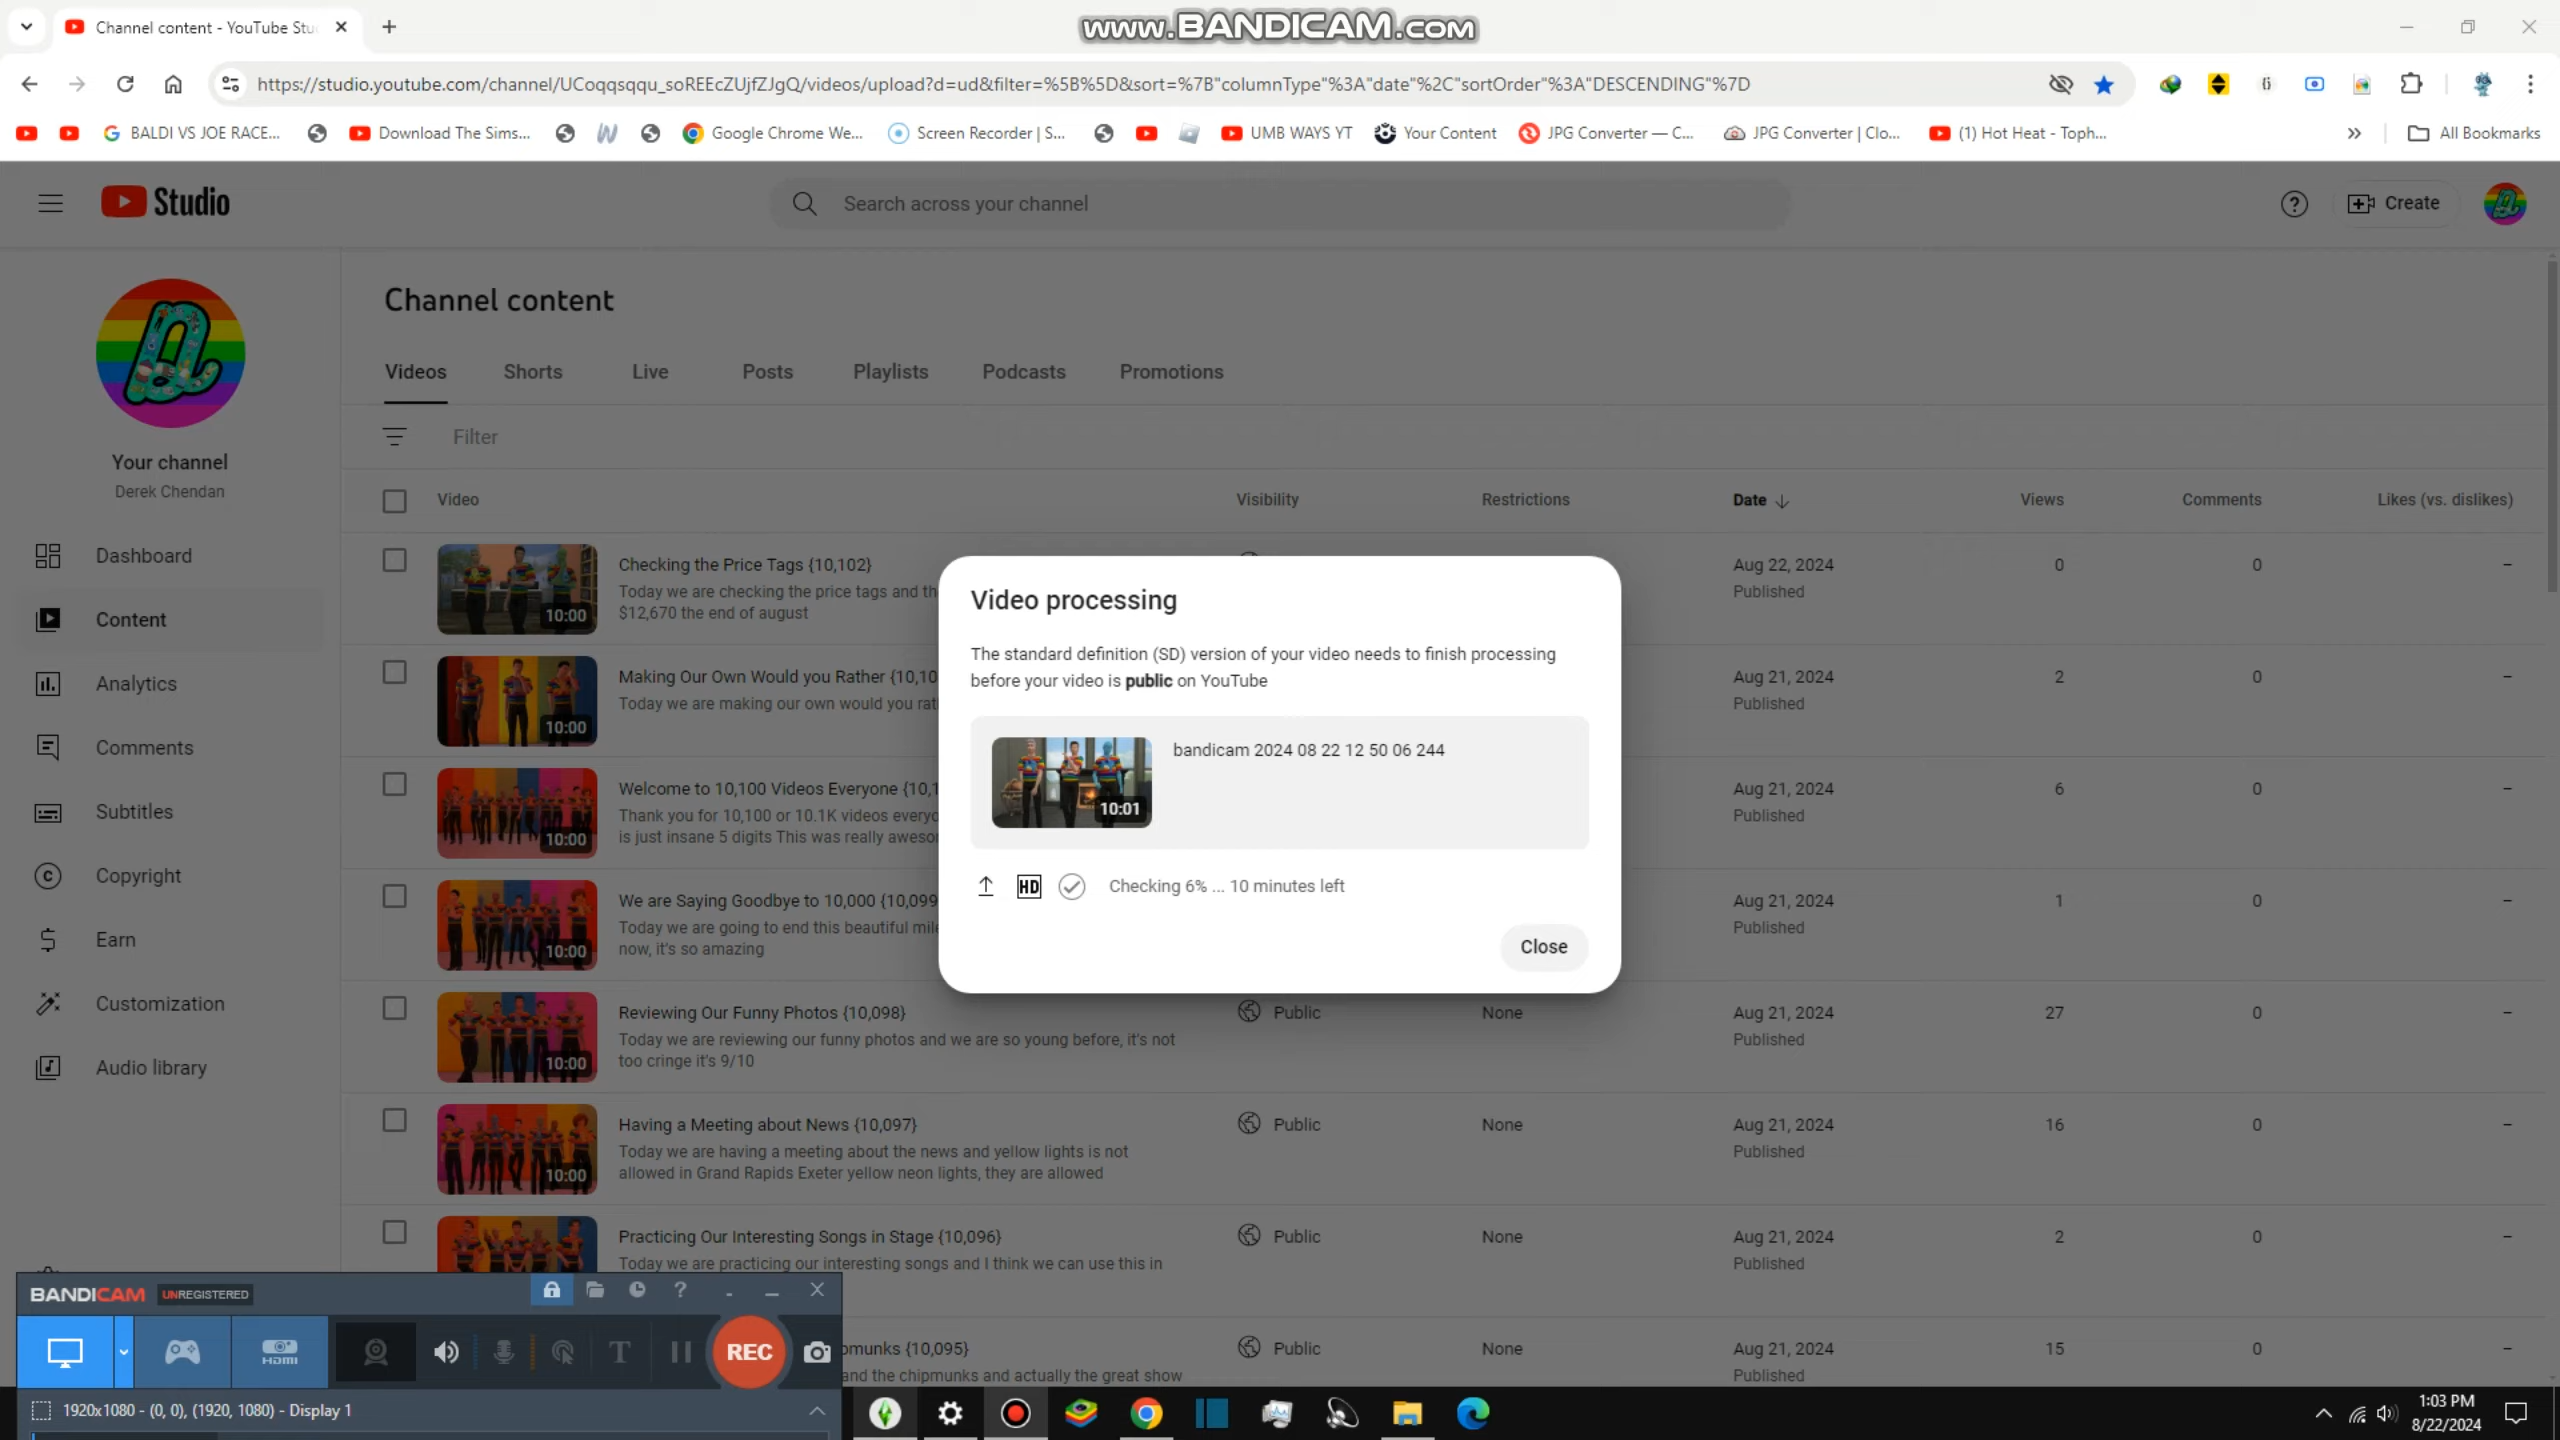 Channel content - YouTube Stu
www.BANDICAM.com
https://studio.youtube.com/channel/UCoqqsqqu_soREEcZUjfZJgQ/videos/upload?d=ud&filter=%5B%5D&sort=%7B"columnType"%3A"date"%2C"sortOrder"%3A"DESCENDING"%7D
BALDI VS JOE RACE... Download The Sims... Google Chrome We... Screen Recorder | S... UMB WAYS YT Your Content JPG Converter — C... JPG Converter | Clo... (1) Hot Heat - Toph... » All Bookmarks
Studio
Search across your channel
Create
Your channel
Derek Chendan
Dashboard
Content
Analytics
Comments
Subtitles
Copyright
Earn
Customization
Audio library
Channel content
Videos Shorts Live Posts Playlists Podcasts Promotions
Filter
Video Visibility Restrictions Date Views Comments Likes (vs. dislikes)
Checking the Price Tags {10,102} Aug 22, 2024 0 0 –
Today we are checking the price tags and th Published
$12,670 the end of august
10:00
Making Our Own Would you Rather {10,10 Aug 21, 2024 2 0 –
Today we are making our own would you rat Published
10:00
Welcome to 10,100 Videos Everyone {10,1 Aug 21, 2024 6 0 –
Thank you for 10,100 or 10.1K videos everyo Published
is just insane 5 digits This was really aweso
10:00
We are Saying Goodbye to 10,000 {10,099 Aug 21, 2024 1 0 –
Today we are going to end this beautiful mile Published
now, it's so amazing
10:00
Reviewing Our Funny Photos {10,098} Public None Aug 21, 2024 27 0 –
Today we are reviewing our funny photos and we are so young before, it's not Published
too cringe it's 9/10
10:00
Having a Meeting about News {10,097} Public None Aug 21, 2024 16 0 –
Today we are having a meeting about the news and yellow lights is not Published
allowed in Grand Rapids Exeter yellow neon lights, they are allowed
10:00
Practicing Our Interesting Songs in Stage {10,096} Public None Aug 21, 2024 2 0 –
Today we are practicing our interesting songs and I think we can use this in Published
pmunks {10,095} Public None Aug 21, 2024 15 0 –
and the chipmunks and actually the great show Published
Video processing
The standard definition (SD) version of your video needs to finish processing
before your video is public on YouTube
bandicam 2024 08 22 12 50 06 244
10:01
HD Checking 6% ... 10 minutes left
Close
BANDICAM UNREGISTERED
HDMI
REC
1920x1080 - (0, 0), (1920, 1080) - Display 1
1:03 PM
8/22/2024